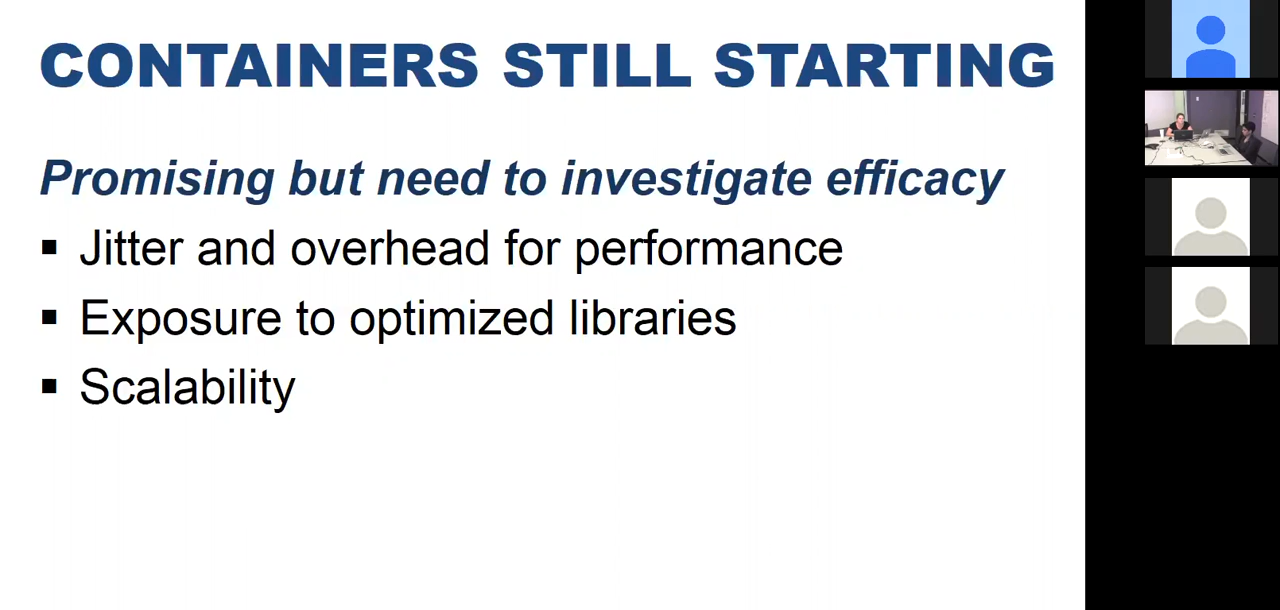 CONTAINERS STILL STARTING
Promising but need to investigate efficacy
▪ Jitter and overhead for performance
▪ Exposure to optimized libraries
▪ Scalability